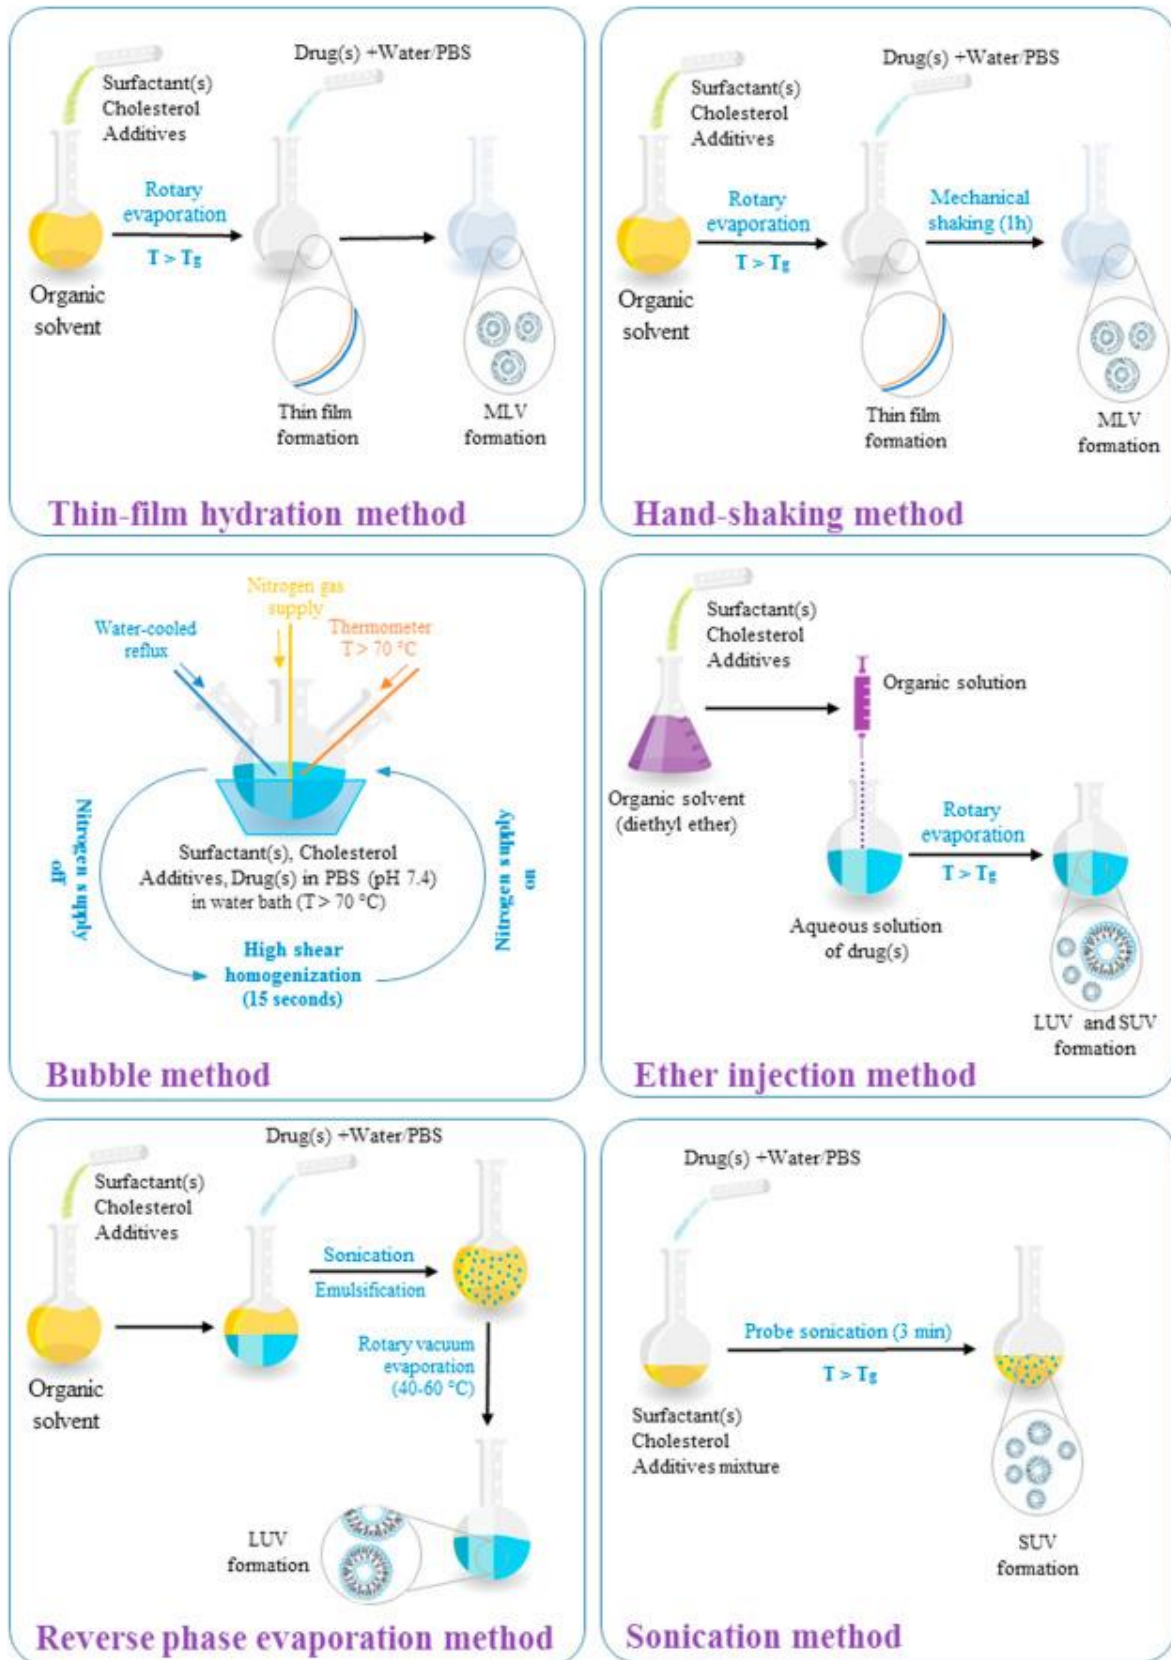 Drug(s) +Water/PBS
Surfactant(s)
Cholesterol
Additives
Rotary
evaporation
T > Tg
Organic
solvent
Thin film
formation
MLV
formation
Thin-film hydration method
Drug(s) +Water/PBS
Surfactant(s)
Cholesterol
Additives
Rotary
evaporation
T > Tg
Mechanical
shaking (1h)
Organic
solvent
Thin film
formation
MLV
formation
Hand-shaking method
Nitrogen gas
supply
Water-cooled
reflux
Thermometer
T > 70 °C
Nitrogen supply
off
Nitrogen supply
on
Surfactant(s), Cholesterol
Additives, Drug(s) in PBS (pH 7.4)
in water bath (T > 70 °C)
High shear
homogenization
(15 seconds)
Bubble method
Surfactant(s)
Cholesterol
Additives
Organic solution
Organic solvent
(diethyl ether)
Rotary
evaporation
T > Tg
Aqueous solution
of drug(s)
LUV and SUV
formation
Ether injection method
Drug(s) +Water/PBS
Surfactant(s)
Cholesterol
Additives
Sonication
Emulsification
Rotary vacuum
evaporation
(40-60 °C)
Organic
solvent
LUV
formation
Reverse phase evaporation method
Drug(s) +Water/PBS
Probe sonication (3 min)
T > Tg
Surfactant(s)
Cholesterol
Additives mixture
SUV
formation
Sonication method